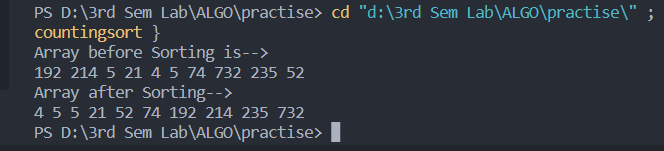 PS D:\3rd Sem Lab\ALGO\practise> cd "d:\3rd Sem Lab\ALGO\practise\" ;
countingsort }
Array before Sorting is-->
192 214 5 21 4 5 74 732 235 52
Array after Sorting-->
4 5 5 21 52 74 192 214 235 732
PS D:\3rd Sem Lab\ALGO\practise>